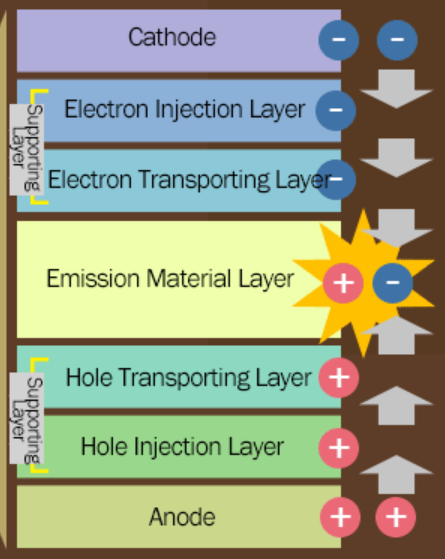 Cathode
Electron Injection Layer
Supporting
Layer
Electron Transporting Layer
Emission Material Layer
Hole Transporting Layer
Supporting
Layer
Hole Injection Layer
Anode